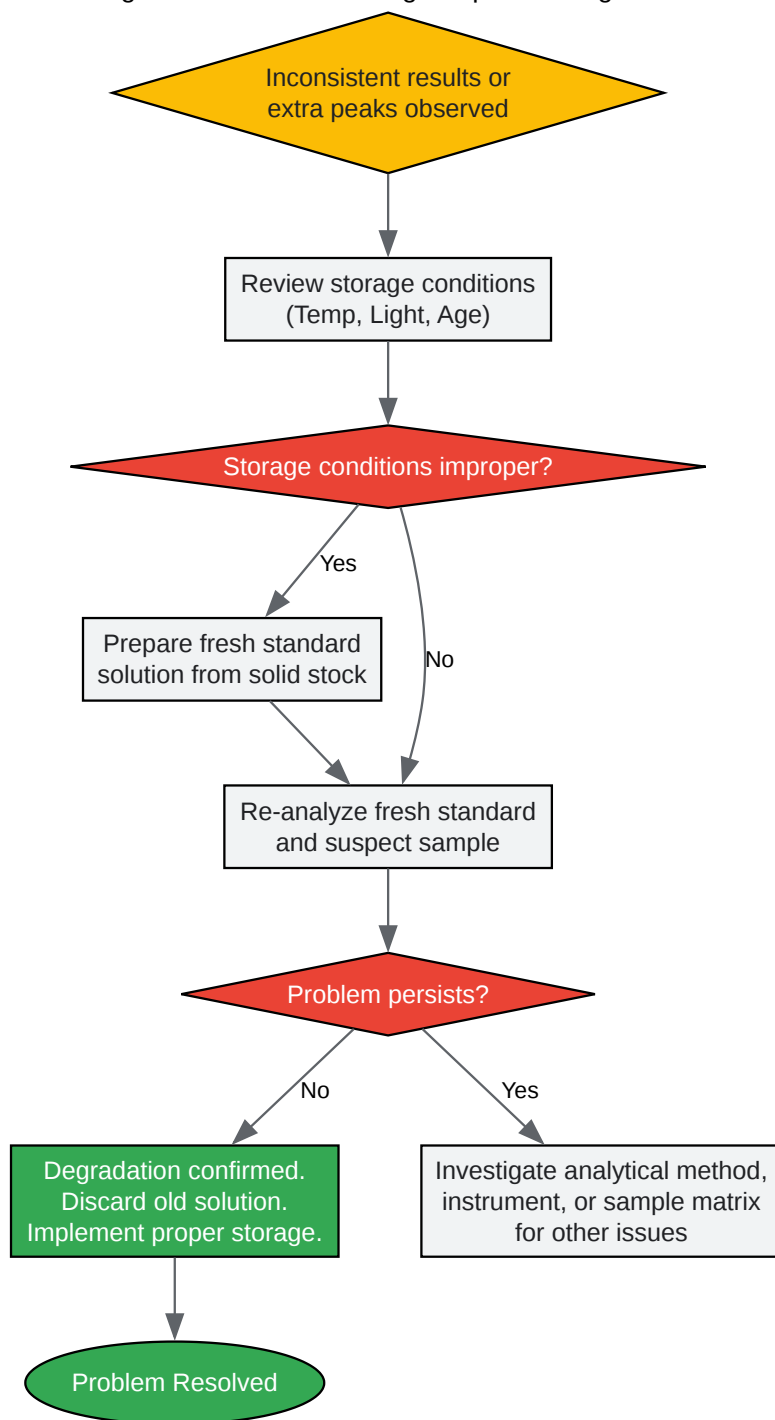 Inconsistent results or
extra peaks observed
Review storage conditions
(Temp, Light, Age)
Storage conditions improper?
Yes
No
Prepare fresh standard
solution from solid stock
Re-analyze fresh standard
and suspect sample
Problem persists?
No
Yes
Degradation confirmed.
Discard old solution.
Implement proper storage.
Investigate analytical method,
instrument, or sample matrix
for other issues
Problem Resolved